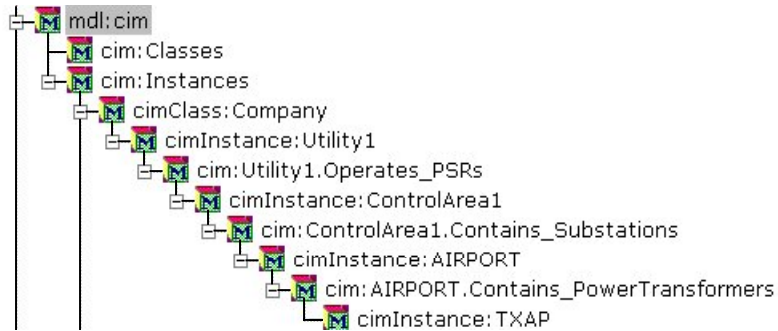 mdl:cim
cim:Classes
cim:Instances
cimClass:Company
cimInstance:Utility1
cim:Utility1.Operates_PSRs
cimInstance:ControlArea1
cim:ControlArea1.Contains_Substations
cimInstance:AIRPORT
cim:AIRPORT.Contains_PowerTransformers
cimInstance:TXAP